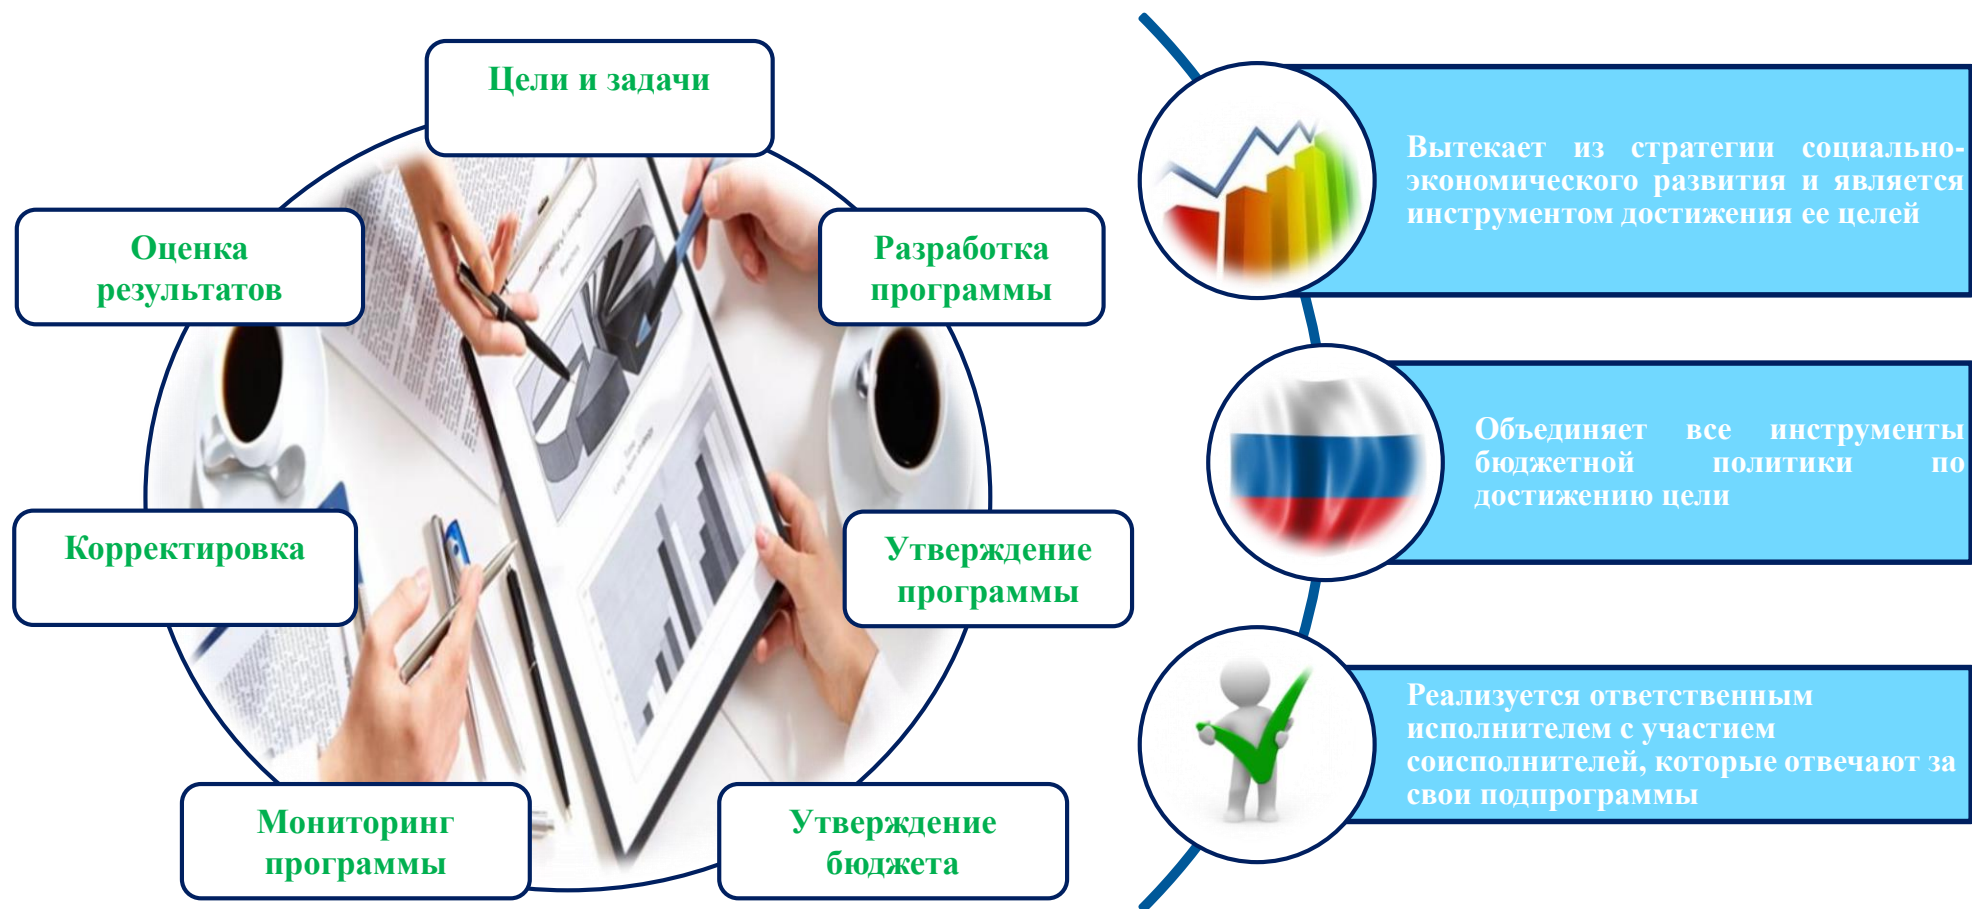 Цели и задачи
Разработка
программы
Утверждение
программы
Утверждение
бюджета
Мониторинг
программы
Корректировка
Оценка
результатов
Вытекает из стратегии социально-
экономического развития и является
инструментом достижения ее целей
Объединяет все инструменты
бюджетной политики по
достижению цели
Реализуется ответственным
исполнителем с участием
соисполнителей, которые отвечают за
свои подпрограммы